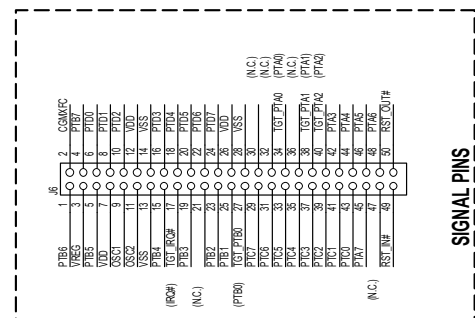 J6
PTB6 1 2 CGMXFC
VREG 3 4 PTB7
PTB5 5 6 PTD0
VDD 7 8 PTD1
OSC1 9 10 PTD2
OSC2 11 12 VDD
VSS 13 14 VSS
PTB4 15 16 PTD3
(IRQ#) TGT_IRQ# 17 18 PTD4
PTB3 19 20 PTD5
(N.C.) 21 22 PTD6
PTB2 23 24 PTD7
PTB1 25 26 VDD
(PTB0) TGT_PTB0 27 28 VSS
PTC7 29 30 (N.C.)
PTC6 31 32 (N.C.)
PTC5 33 34 TGT_PTA0 (PTA0)
PTC4 35 36 (N.C.)
PTC3 37 38 TGT_PTA1 (PTA1)
PTC2 39 40 TGT_PTA2 (PTA2)
PTC1 41 42 PTA3
PTC0 43 44 PTA4
PTA7 45 46 PTA5
(N.C.) 47 48 PTA6
RST_IN# 49 50 RST_OUT#
SIGNAL PINS